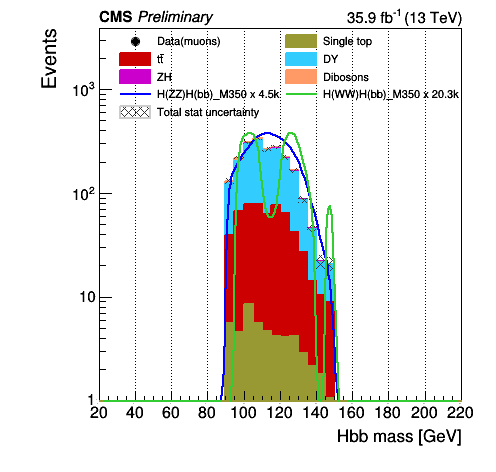 CMS Preliminary 35.9 fb⁻¹ (13 TeV)
Events
Data(muons) Single top
tt̅ DY
ZH Dibosons
H(ZZ)H(bb)_M350 x 4.5k H(WW)H(bb)_M350 x 20.3k
Total stat uncertainty
10³
10²
10
1
20 40 60 80 100 120 140 160 180 200 220
Hbb mass [GeV]